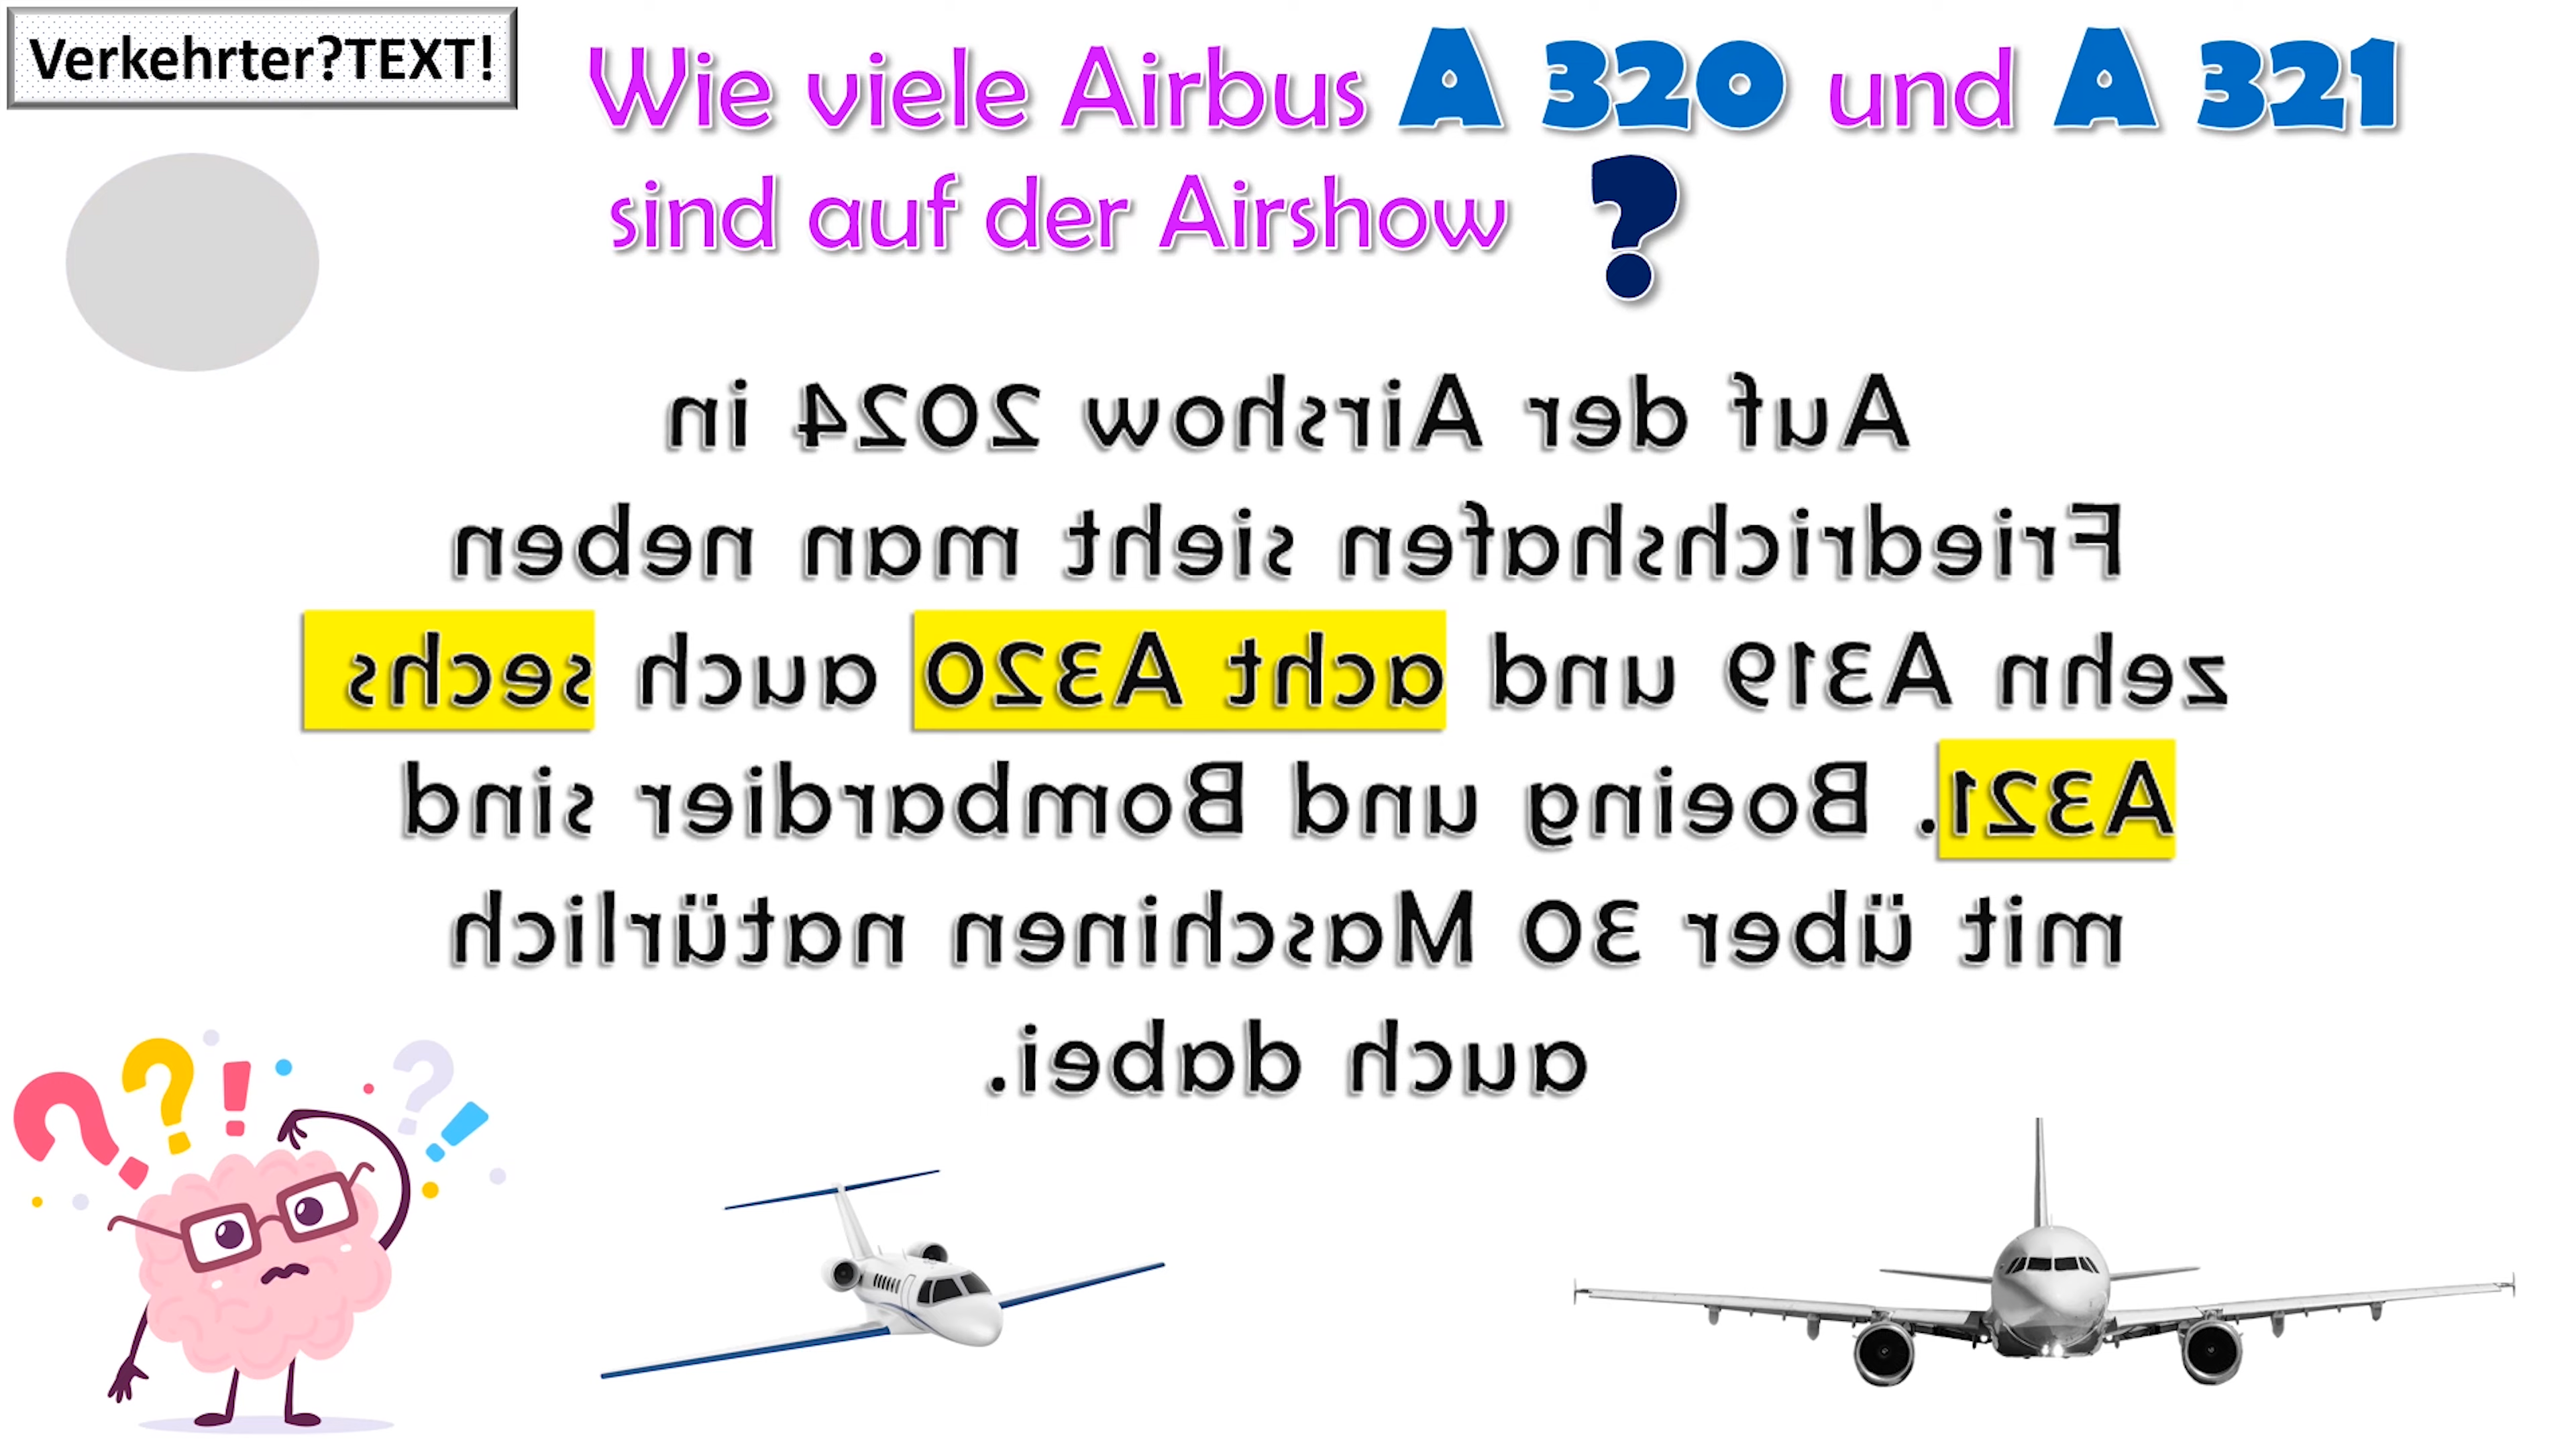 Verkehrter?TEXT!
Wie viele Airbus A 320 und A 321
sind auf der Airshow ?
Auf der Airshow 2024 in
Friedrichshafen sieht man neben
zehn A319 und acht A320 auch sechs
A321. Boeing und Bombardier sind
mit über 30 Maschinen natürlich
auch dabei.